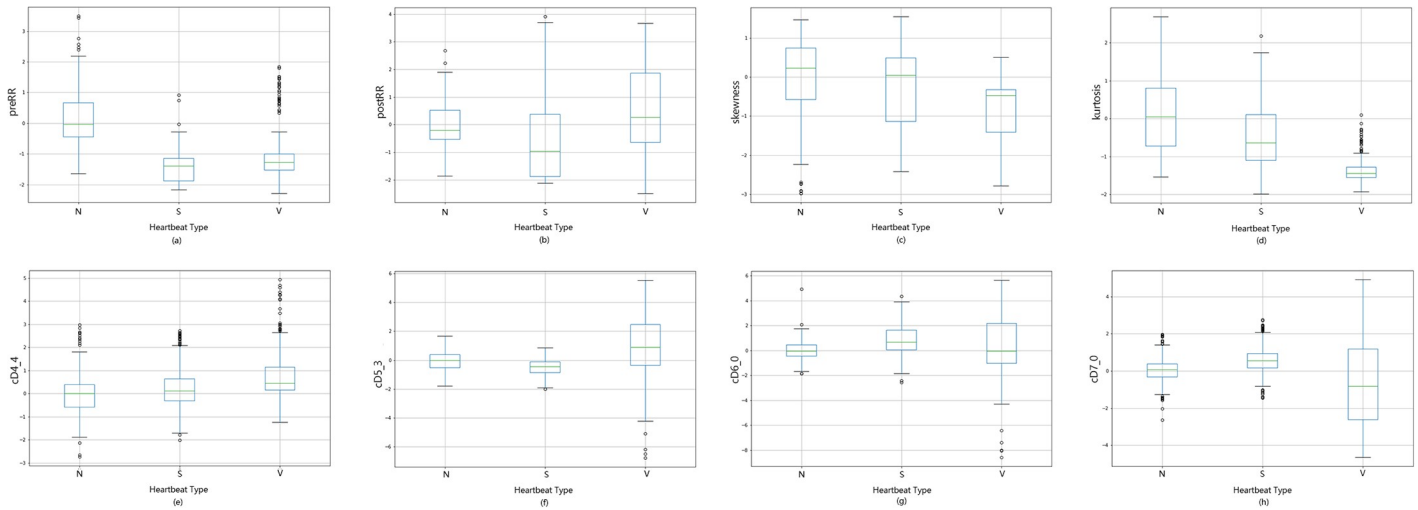 preRR
3
2
1
0
-1
-2
N
S
V
Heartbeat Type
(a)
postRR
4
3
2
1
0
-1
-2
N
S
V
Heartbeat Type
(b)
skewness
1
0
-1
-2
-3
N
S
V
Heartbeat Type
(c)
kurtosis
2
1
0
-1
-2
N
S
V
Heartbeat Type
(d)
cD4_4
5
4
3
2
1
0
-1
-2
-3
N
S
V
Heartbeat Type
(e)
cD5_3
6
4
2
0
-2
-4
-6
N
S
V
Heartbeat Type
(f)
cD6_0
6
4
2
0
-2
-4
-6
-8
N
S
V
Heartbeat Type
(g)
cD7_0
4
2
0
-2
-4
N
S
V
Heartbeat Type
(h)